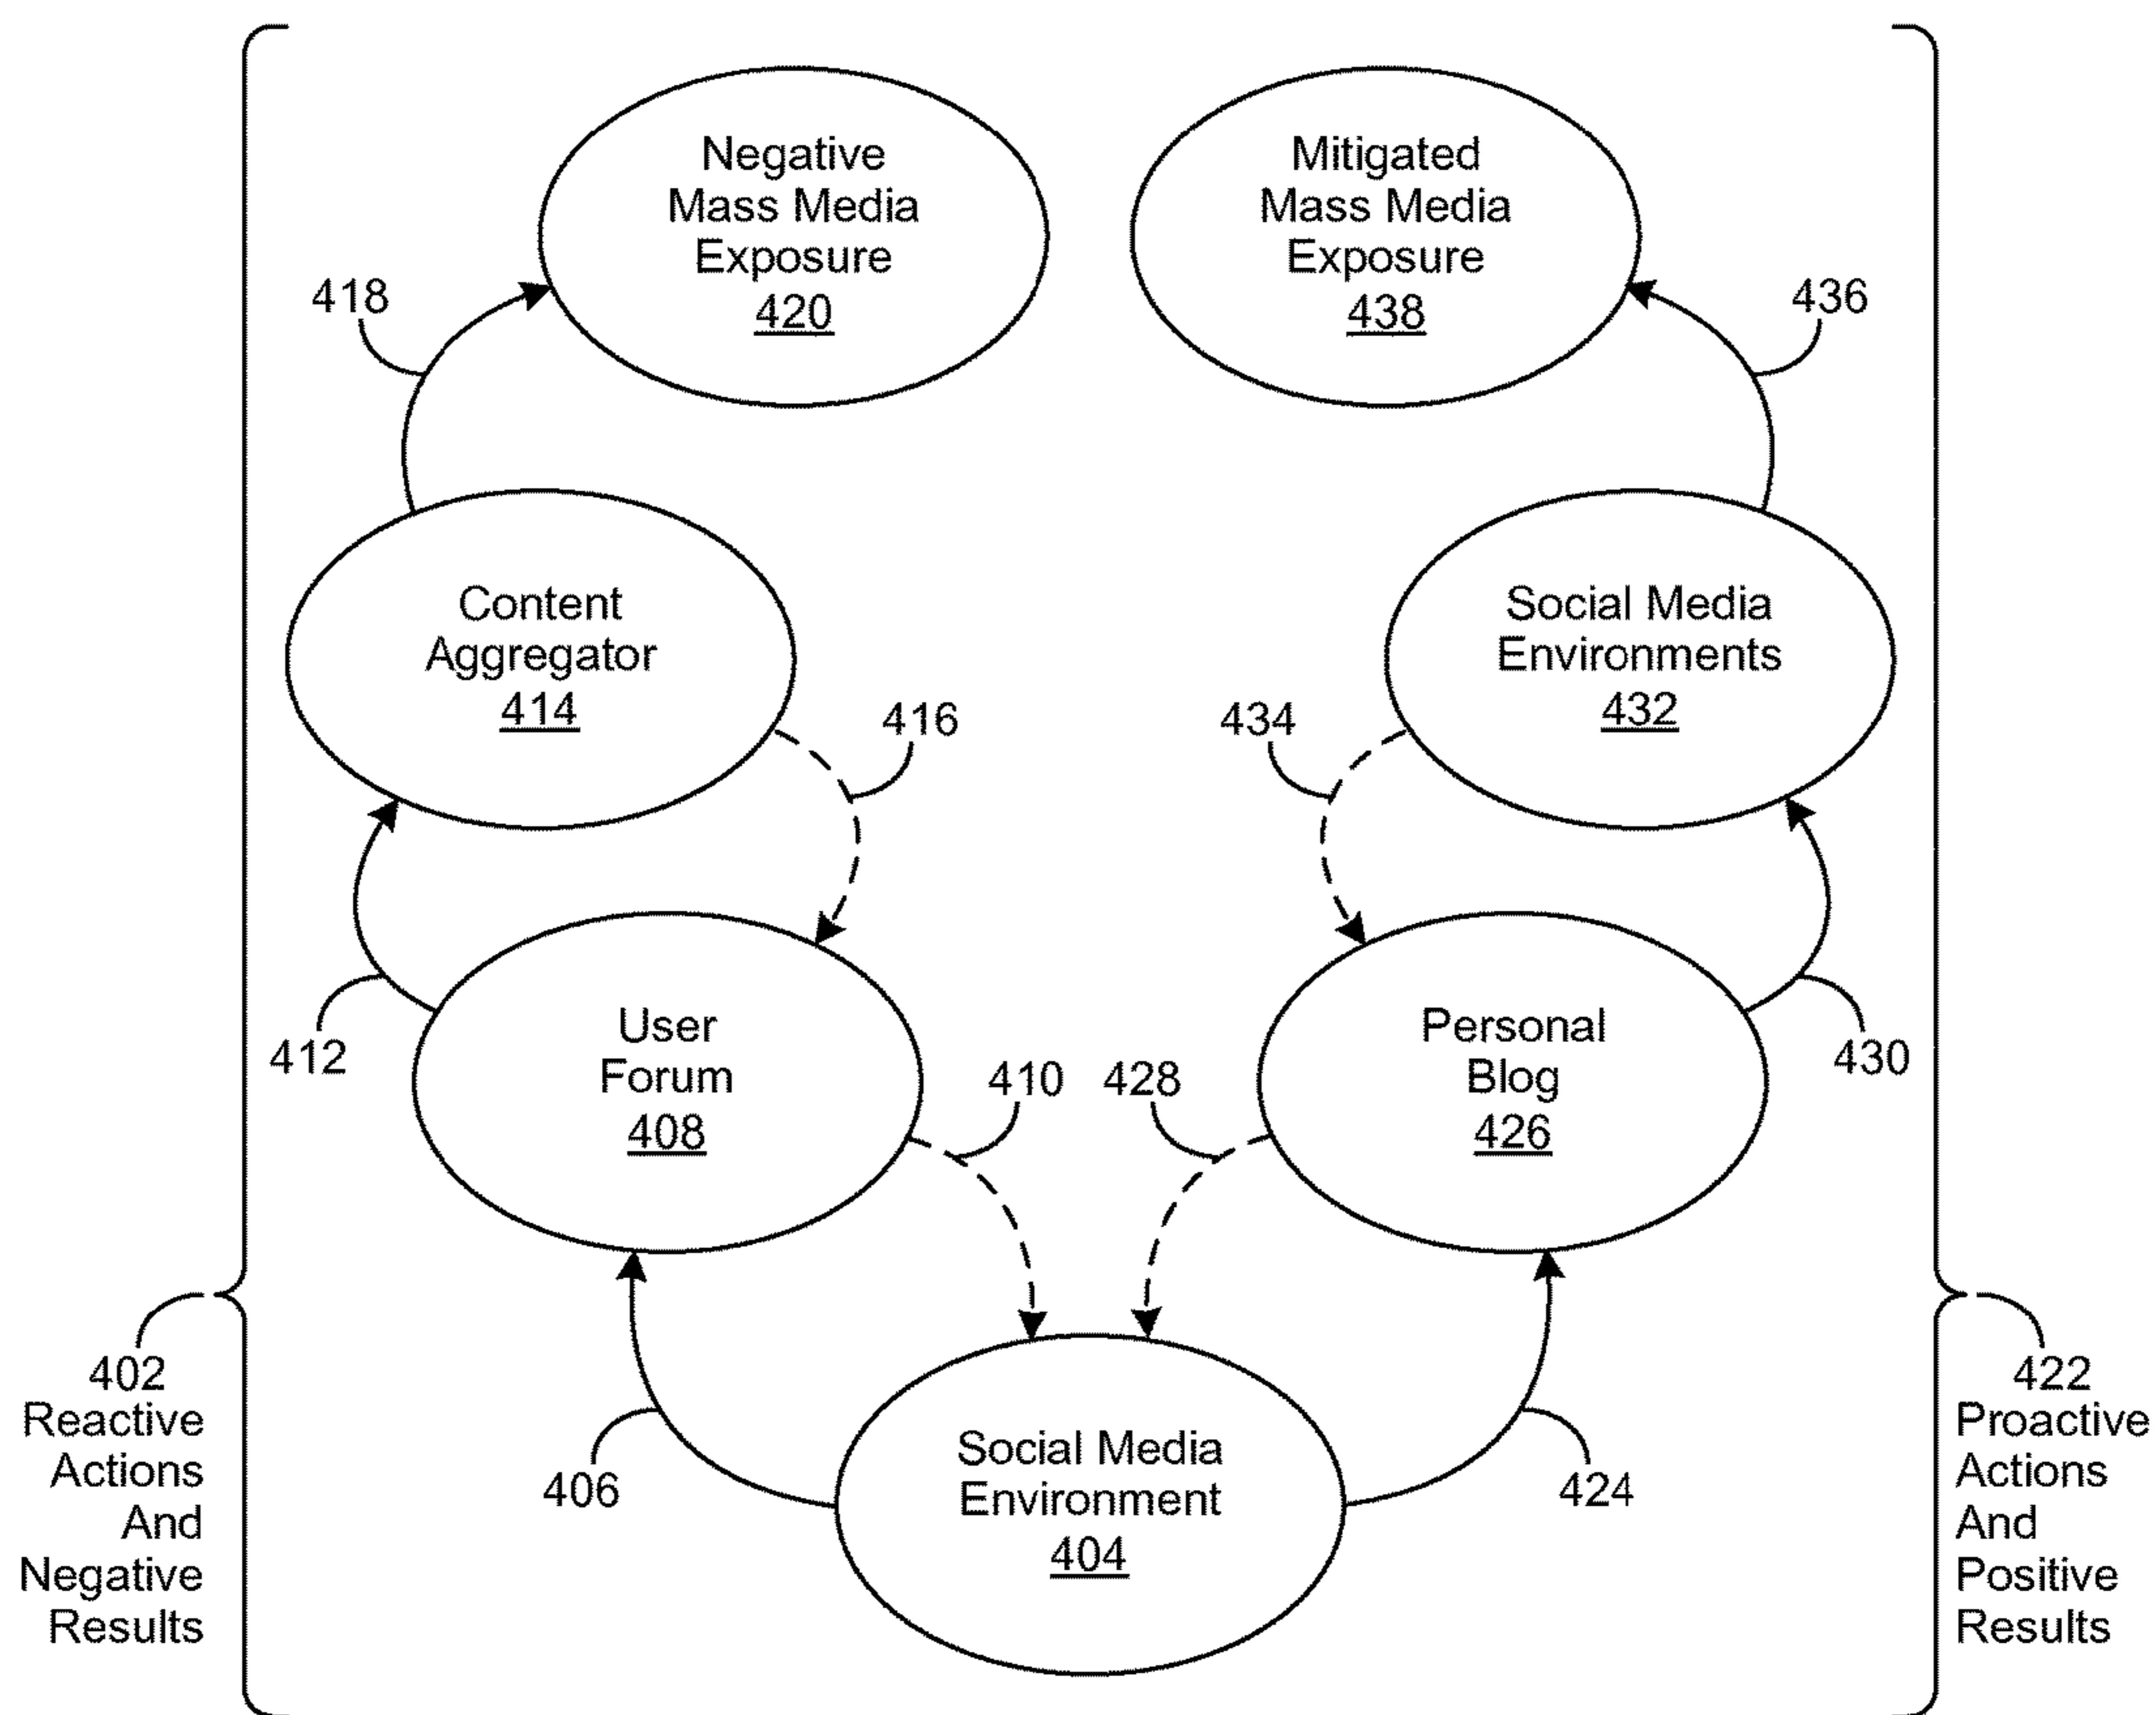 Negative
Mass Media
Exposure
420
Mitigated
Mass Media
Exposure
438
418
436
Content
Aggregator
414
Social Media
Environments
432
416
434
User
Forum
408
Personal
Blog
426
412
410
428
430
402
Reactive
Actions
And
Negative
Results
422
Proactive
Actions
And
Positive
Results
406
Social Media
Environment
404
424